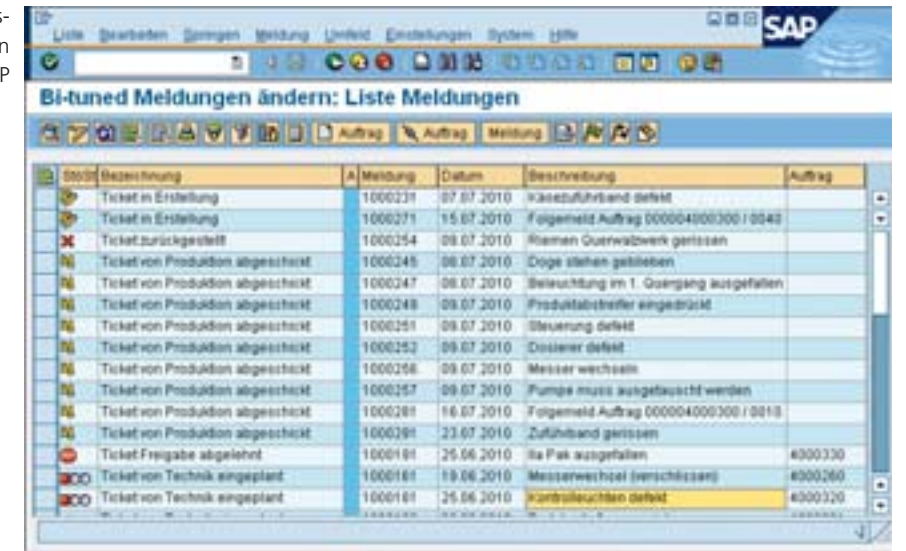 s-
n
P
SAP
Liste Bearbeiten Springen Meldung Umfeld Einstellungen System Hilfe
Bi-tuned Meldungen ändern: Liste Meldungen
Auftrag Auftrag Meldung
Bezeichnung A Meldung Datum Beschreibung Auftrag
Ticket in Erstellung 1000231 07.07.2010 Käsezuführband defekt
Ticket in Erstellung 1000271 15.07.2010 Folgemeld Auftrag 000004000300 / 0040
Ticket zurückgestellt 1000254 09.07.2010 Riemen Querwalzwerk gerissen
Ticket von Produktion abgeschickt 1000245 08.07.2010 Doge stehen geblieben
Ticket von Produktion abgeschickt 1000247 08.07.2010 Beleuchtung im 1. Quergang ausgefallen
Ticket von Produktion abgeschickt 1000249 09.07.2010 Produktabstreifer eingedrückt
Ticket von Produktion abgeschickt 1000251 09.07.2010 Steuerung defekt
Ticket von Produktion abgeschickt 1000252 09.07.2010 Dosierer defekt
Ticket von Produktion abgeschickt 1000256 09.07.2010 Messer wechseln
Ticket von Produktion abgeschickt 1000257 09.07.2010 Pumpe muss ausgetauscht werden
Ticket von Produktion abgeschickt 1000281 16.07.2010 Folgemeld Auftrag 000004000300 / 0010
Ticket von Produktion abgeschickt 1000291 23.07.2010 Zuführband gerissen
Ticket Freigabe abgelehnt 1000181 25.06.2010 Ila Pak ausgefallen 4000330
Ticket von Technik eingeplant 1000161 19.06.2010 Messerwechsel (verschlissen) 4000260
Ticket von Technik eingeplant 1000181 25.06.2010 Kontrolleuchten defekt 4000320